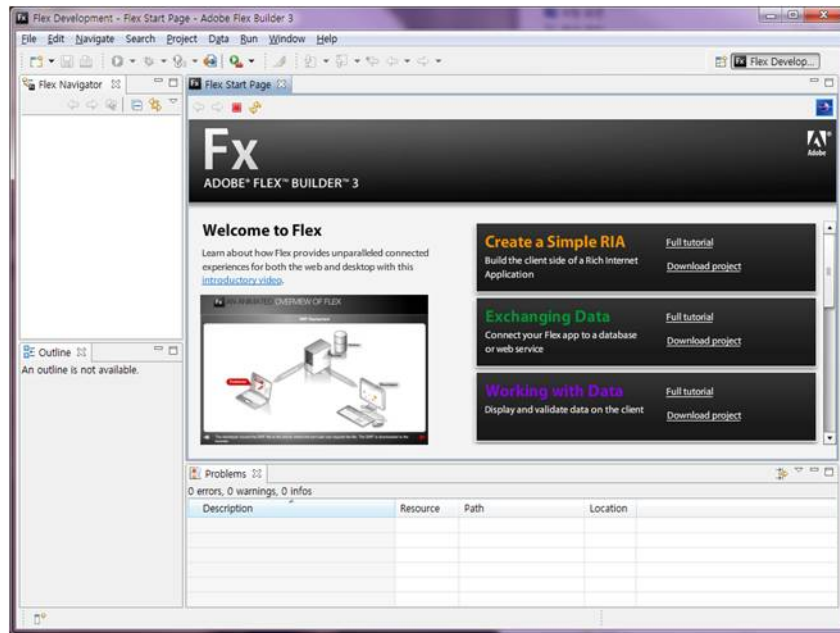 Flex Development - Flex Start Page - Adobe Flex Builder 3
File Edit Navigate Search Project Data Run Window Help
Flex Develop...
Flex Navigator
Flex Start Page
Fx
ADOBE® FLEX™ BUILDER™ 3
Adobe
Welcome to Flex
Learn about how Flex provides unparalleled connected
experiences for both the web and desktop with this
introductory video.
AN ANIMATED OVERVIEW OF FLEX
Create a Simple RIA
Full tutorial
Build the client side of a Rich Internet
Application
Download project
Exchanging Data
Full tutorial
Connect your Flex app to a database
or web service
Download project
Working with Data
Full tutorial
Display and validate data on the client
Download project
Outline
An outline is not available.
Problems
0 errors, 0 warnings, 0 infos
Description Resource Path Location